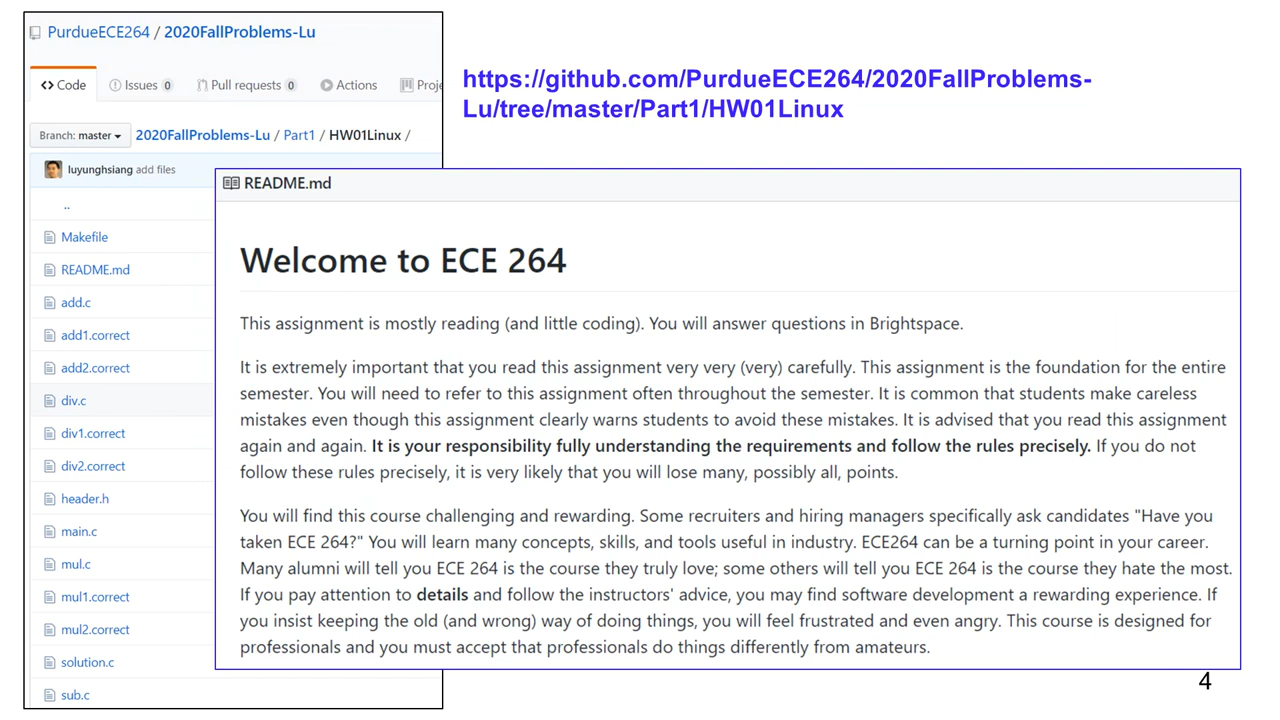 PurdueECE264 / 2020FallProblems-Lu
Code Issues 0 Pull requests 0 Actions Proje
Branch: master 2020FallProblems-Lu / Part1 / HW01Linux /
luyunghsiang add files
..
Makefile
README.md
add.c
add1.correct
add2.correct
div.c
div1.correct
div2.correct
header.h
main.c
mul.c
mul1.correct
mul2.correct
solution.c
sub.c
https://github.com/PurdueECE264/2020FallProblems-
Lu/tree/master/Part1/HW01Linux
README.md
Welcome to ECE 264
This assignment is mostly reading (and little coding). You will answer questions in Brightspace.
It is extremely important that you read this assignment very very (very) carefully. This assignment is the foundation for the entire
semester. You will need to refer to this assignment often throughout the semester. It is common that students make careless
mistakes even though this assignment clearly warns students to avoid these mistakes. It is advised that you read this assignment
again and again. It is your responsibility fully understanding the requirements and follow the rules precisely. If you do not
follow these rules precisely, it is very likely that you will lose many, possibly all, points.
You will find this course challenging and rewarding. Some recruiters and hiring managers specifically ask candidates "Have you
taken ECE 264?" You will learn many concepts, skills, and tools useful in industry. ECE264 can be a turning point in your career.
Many alumni will tell you ECE 264 is the course they truly love; some others will tell you ECE 264 is the course they hate the most.
If you pay attention to details and follow the instructors' advice, you may find software development a rewarding experience. If
you insist keeping the old (and wrong) way of doing things, you will feel frustrated and even angry. This course is designed for
professionals and you must accept that professionals do things differently from amateurs.
4